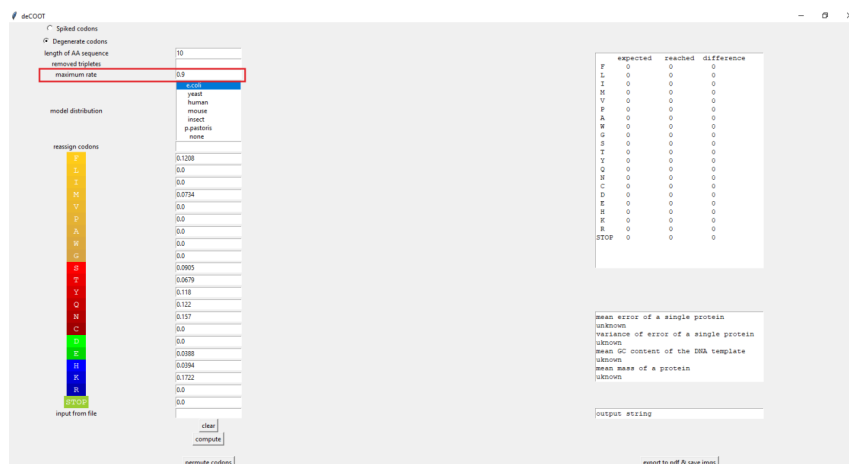 deCOOT
Spiked codons
Degenerate codons
length of AA sequence 10
removed tripletes
maximum rate 0.9
model distribution
e.coli
yeast
human
mouse
insect
p.pastoris
none
reassign codons
F 0.1208
L 0.0
I 0.0
M 0.0734
V 0.0
P 0.0
A 0.0
W 0.0
G 0.0
S 0.0905
T 0.0679
Y 0.118
Q 0.122
N 0.157
C 0.0
D 0.0
E 0.0388
H 0.0394
K 0.1722
R 0.0
STOP 0.0
input from file
clear
compute
permute codons
expected reached difference
F 0 0 0
L 0 0 0
I 0 0 0
M 0 0 0
V 0 0 0
P 0 0 0
A 0 0 0
W 0 0 0
G 0 0 0
S 0 0 0
T 0 0 0
Y 0 0 0
Q 0 0 0
N 0 0 0
C 0 0 0
D 0 0 0
E 0 0 0
H 0 0 0
K 0 0 0
R 0 0 0
STOP 0 0 0
mean error of a single protein
unknown
variance of error of a single protein
uknown
mean GC content of the DNA template
uknown
mean mass of a protein
uknown
output string
export to pdf & save imgs